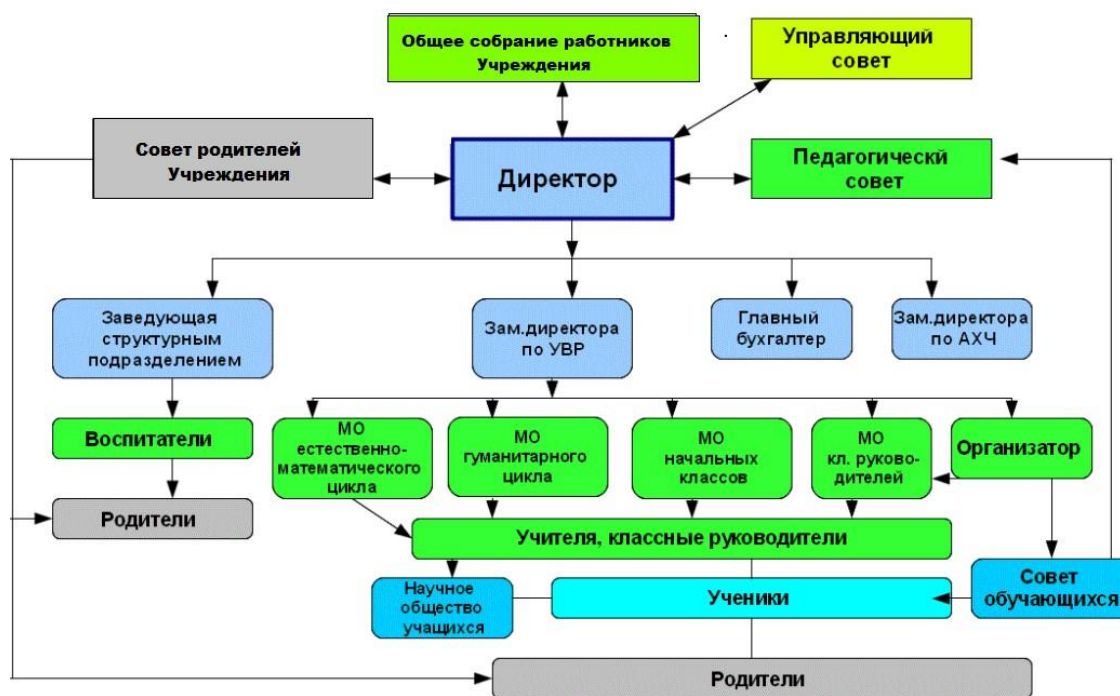 Общее собрание работников
Учреждения
Управляющий
совет
Совет родителей
Учреждения
Директор
Педагогическй
совет
Заведующая
структурным
подразделением
Зам.директора
по УВР
Главный
бухгалтер
Зам.директора
по АХЧ
Воспитатели
МО
естественно-
математического
цикла
МО
гуманитарного
цикла
МО
начальных
классов
МО
кл. руково-
дителей
Организатор
Родители
Учителя, классные руководители
Научное
общество
учащихся
Ученики
Совет
обучающихся
Родители